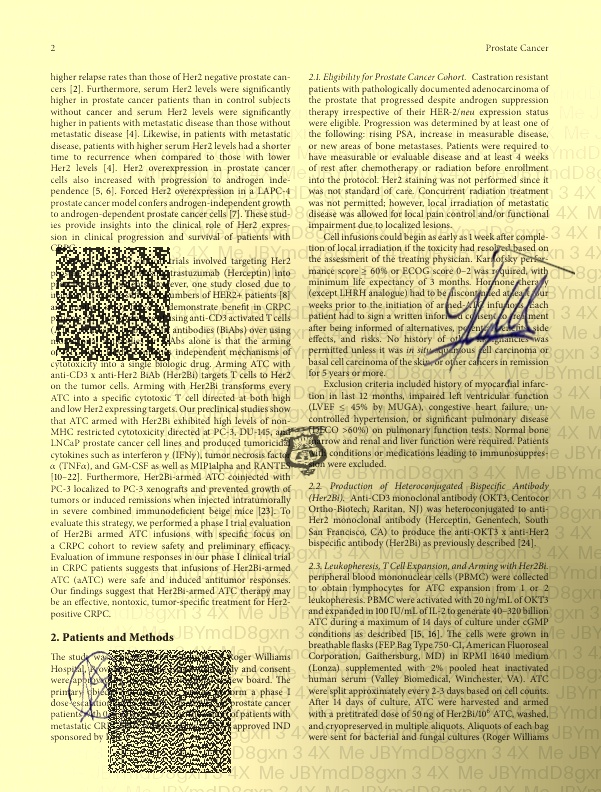 2
Prostate Cancer
higher relapse rates than those of Her2 negative prostate can-
cers [2]. Furthermore, serum Her2 levels were significantly
higher in prostate cancer patients than in control subjects
without cancer and serum Her2 levels were significantly
higher in patients with metastatic disease than those without
metastatic disease [4]. Likewise, in patients with metastatic
disease, patients with higher serum Her2 levels had a shorter
time to recurrence when compared to those with lower
Her2 levels [4]. Her2 overexpression in prostate cancer
cells also increased with progression to androgen inde-
pendence [5, 6]. Forced Her2 overexpression in a LAPC-4
prostate cancer model confers androgen-independent growth
to androgen-dependent prostate cancer cells [7]. These stud-
ies provide insights into the clinical role of Her2 expres-
sion in clinical progression and survival of patients with
trials involved targeting Her2
trastuzumab (Herceptin) into
one study closed due to
numbers of HER2+ patients [8]
demonstrate benefit in CRPC
using anti-CD3 activated T cells
antibodies (BiAbs) over using
alone is that the arming
independent mechanisms of
cytotoxicity into a single biologic drug. Arming ATC with
anti-CD3 x anti-Her2 BiAb (Her2Bi) targets T cells to Her2
on the tumor cells. Arming with Her2Bi transforms every
ATC into a specific cytotoxic T cell directed at both high
and low Her2 expressing targets. Our preclinical studies show
that ATC armed with Her2Bi exhibited high levels of non-
MHC restricted cytotoxicity directed at PC-3, DU-145, and
LNCaP prostate cancer cell lines and produced tumoricidal
cytokines such as interferon γ (IFNγ), tumor necrosis factor
α (TNFα), and GM-CSF as well as MIP1alpha and RANTES
[10–22]. Furthermore, Her2Bi-armed ATC coinjected with
PC-3 localized to PC-3 xenografts and prevented growth of
tumors or induced remissions when injected intratumorally
in severe combined immunodeficient beige mice [23]. To
evaluate this strategy, we performed a phase I trial evaluation
of Her2Bi armed ATC infusions with specific focus on
a CRPC cohort to review safety and preliminary efficacy.
Evaluation of immune responses in our phase I clinical trial
in CRPC patients suggests that infusions of Her2Bi-armed
ATC (aATC) were safe and induced antitumor responses.
Our findings suggest that Her2Bi-armed ATC therapy may
be an effective, nontoxic, tumor-specific treatment for Her2-
positive CRPC.
2. Patients and Methods
The study was Roger Williams
Hospital. and consent
were review board. The
primary perform a phase I
dose-escalation prostate cancer
patients with of patients with
metastatic approved IND
sponsored by
2.1. Eligibility for Prostate Cancer Cohort. Castration resistant
patients with pathologically documented adenocarcinoma of
the prostate that progressed despite androgen suppression
therapy irrespective of their HER-2/neu expression status
were eligible. Progression was determined by at least one of
the following: rising PSA, increase in measurable disease,
or new areas of bone metastases. Patients were required to
have measurable or evaluable disease and at least 4 weeks
of rest after chemotherapy or radiation before enrollment
into the protocol. Her2 staining was not performed since it
was not standard of care. Concurrent radiation treatment
was not permitted; however, local irradiation of metastatic
disease was allowed for local pain control and/or functional
impairment due to localized lesions.
Cell infusions could begin as early as 1 week after comple-
tion of local irradiation if the toxicity had resolved based on
the assessment of the treating physician. Karnofsky perfor-
mance score ≥ 60% or ECOG score 0–2 was required, with
minimum life expectancy of 3 months. Hormone therapy
(except LHRH analogue) had to be discontinued at least four
weeks prior to the initiation of armed ATC infusions. Each
patient had to sign a written informed consent document
after being informed of alternatives, potential benefits, side
effects, and risks. No history of other malignancies was
permitted unless it was in situ squamous cell carcinoma or
basal cell carcinoma of the skin, or other cancers in remission
for 5 years or more.
Exclusion criteria included history of myocardial infarc-
tion in last 12 months, impaired left ventricular function
(LVEF ≤ 45% by MUGA), congestive heart failure, un-
controlled hypertension, or significant pulmonary disease
(DLCO >60%) on pulmonary function tests. Normal bone
marrow and renal and liver function were required. Patients
with conditions or medications leading to immunosuppres-
sion were excluded.
2.2. Production of Heteroconjugated Bispecific Antibody
(Her2Bi). Anti-CD3 monoclonal antibody (OKT3, Centocor
Ortho-Biotech, Raritan, NJ) was heteroconjugated to anti-
Her2 monoclonal antibody (Herceptin, Genentech, South
San Francisco, CA) to produce the anti-OKT3 x anti-Her2
bispecific antibody (Her2Bi) as previously described [24].
2.3. Leukopheresis, T Cell Expansion, and Arming with Her2Bi.
peripheral blood mononuclear cells (PBMC) were collected
to obtain lymphocytes for ATC expansion from 1 or 2
leukopheresis. PBMC were activated with 20 ng/mL of OKT3
and expanded in 100 IU/mL of IL-2 to generate 40–320 billion
ATC during a maximum of 14 days of culture under cGMP
conditions as described [15, 16]. The cells were grown in
breathable flasks (FEP Bag Type 750-Cl, American Fluoroseal
Corporation, Gaithersburg, MD) in RPMI 1640 medium
(Lonza) supplemented with 2% pooled heat inactivated
human serum (Valley Biomedical, Winchester, VA). ATC
were split approximately every 2-3 days based on cell counts.
After 14 days of culture, ATC were harvested and armed
with a pretitrated dose of 50 ng of Her2Bi/10⁶ ATC, washed,
and cryopreserved in multiple aliquots. Aliquots of each bag
were sent for bacterial and fungal cultures (Roger Williams
Me JBYmdD8gxn 3 4X